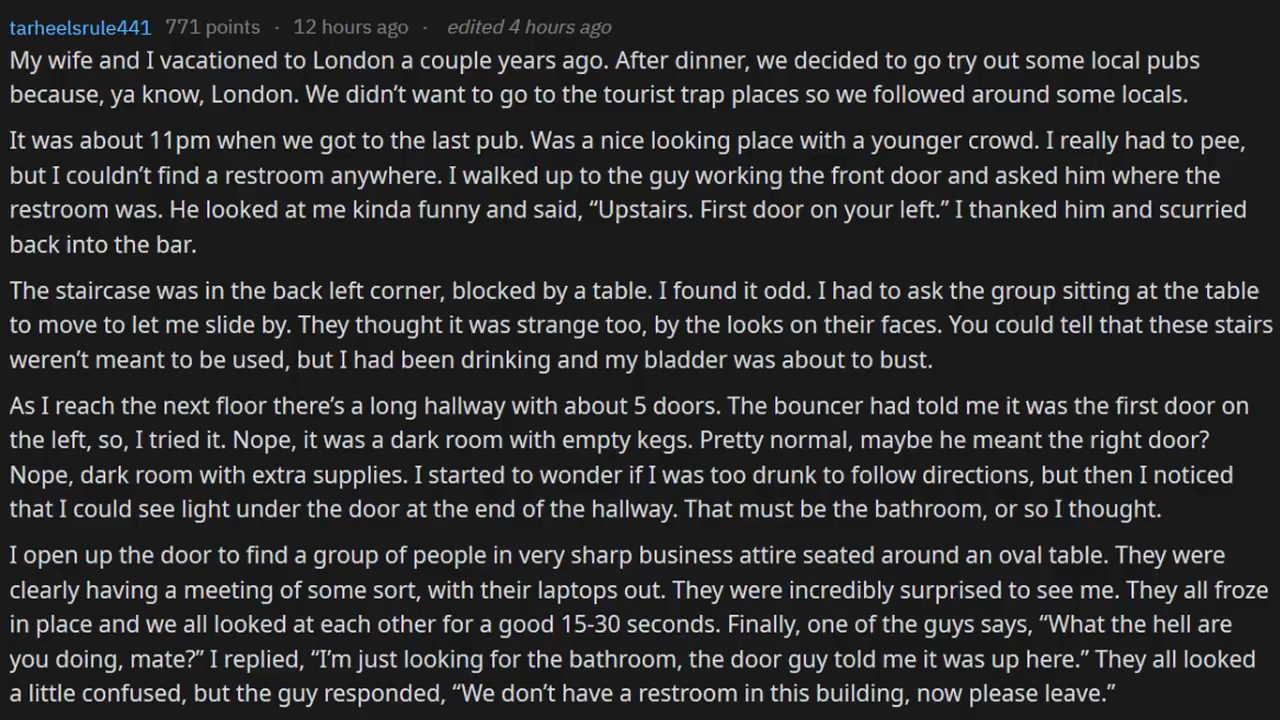 tarheelsrule441 771 points · 12 hours ago · edited 4 hours ago
My wife and I vacationed to London a couple years ago. After dinner, we decided to go try out some local pubs
because, ya know, London. We didn’t want to go to the tourist trap places so we followed around some locals.
It was about 11pm when we got to the last pub. Was a nice looking place with a younger crowd. I really had to pee,
but I couldn’t find a restroom anywhere. I walked up to the guy working the front door and asked him where the
restroom was. He looked at me kinda funny and said, “Upstairs. First door on your left.” I thanked him and scurried
back into the bar.
The staircase was in the back left corner, blocked by a table. I found it odd. I had to ask the group sitting at the table
to move to let me slide by. They thought it was strange too, by the looks on their faces. You could tell that these stairs
weren’t meant to be used, but I had been drinking and my bladder was about to bust.
As I reach the next floor there’s a long hallway with about 5 doors. The bouncer had told me it was the first door on
the left, so, I tried it. Nope, it was a dark room with empty kegs. Pretty normal, maybe he meant the right door?
Nope, dark room with extra supplies. I started to wonder if I was too drunk to follow directions, but then I noticed
that I could see light under the door at the end of the hallway. That must be the bathroom, or so I thought.
I open up the door to find a group of people in very sharp business attire seated around an oval table. They were
clearly having a meeting of some sort, with their laptops out. They were incredibly surprised to see me. They all froze
in place and we all looked at each other for a good 15-30 seconds. Finally, one of the guys says, “What the hell are
you doing, mate?” I replied, “I’m just looking for the bathroom, the door guy told me it was up here.” They all looked
a little confused, but the guy responded, “We don’t have a restroom in this building, now please leave.”